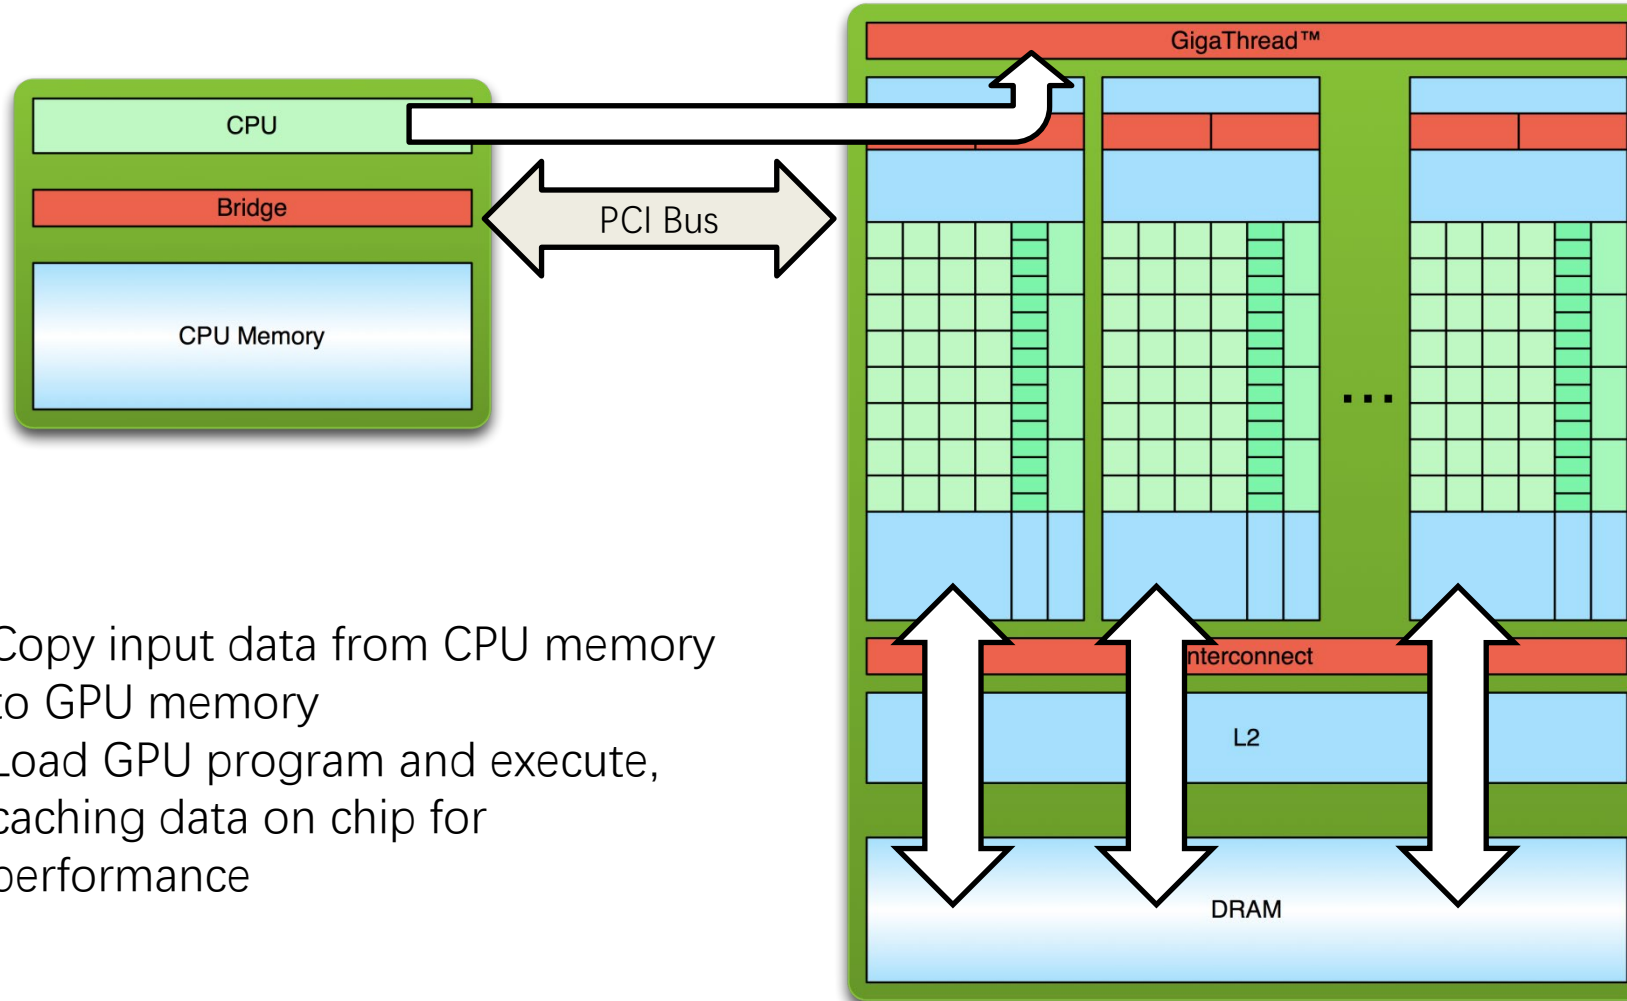 GigaThread™
CPU
Bridge
PCI Bus
CPU Memory
...
Copy input data from CPU memory
to GPU memory
Load GPU program and execute,
caching data on chip for
performance
nterconnect
L2
DRAM